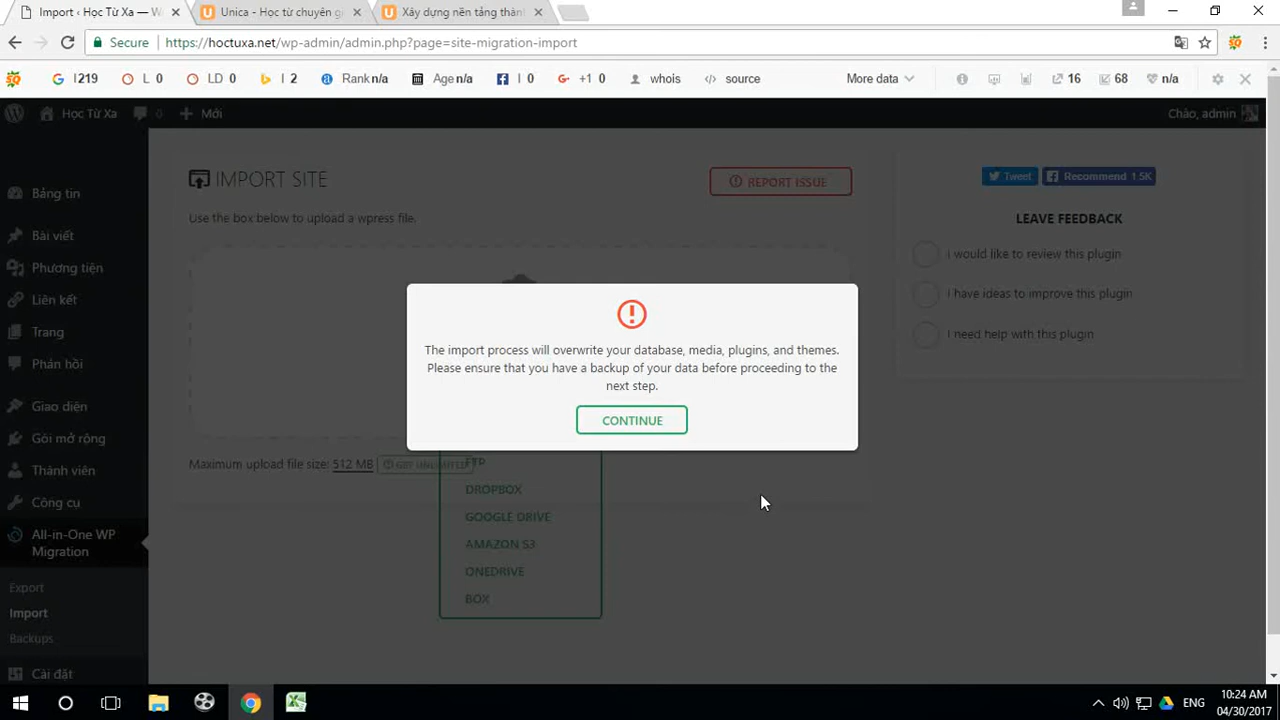 Import ‹ Học Từ Xa — W
Unica - Học từ chuyên g
Xây dựng nền tảng thành
Secure
https://hoctuxa.net/wp-admin/admin.php?page=site-migration-import
I 219
L 0
LD 0
I 2
Rank n/a
Age n/a
I 0
+1 0
whois
source
More data
16
68
n/a
Học Từ Xa
0
Mới
Chào, admin
Bảng tin
Bài viết
Phương tiện
Liên kết
Trang
Phản hồi
Giao diện
Gói mở rộng
Thành viên
Công cụ
All-in-One WP
Migration
Export
Import
Backups
Cài đặt
IMPORT SITE
REPORT ISSUE
Use the box below to upload a wpress file.
The import process will overwrite your database, media, plugins, and themes.
Please ensure that you have a backup of your data before proceeding to the
next step.
CONTINUE
Maximum upload file size: 512 MB
GET UNLIMITED
FTP
DROPBOX
GOOGLE DRIVE
AMAZON S3
ONEDRIVE
BOX
Tweet
Recommend 1.5K
LEAVE FEEDBACK
I would like to review this plugin
I have ideas to improve this plugin
I need help with this plugin
ENG
10:24 AM
04/30/2017